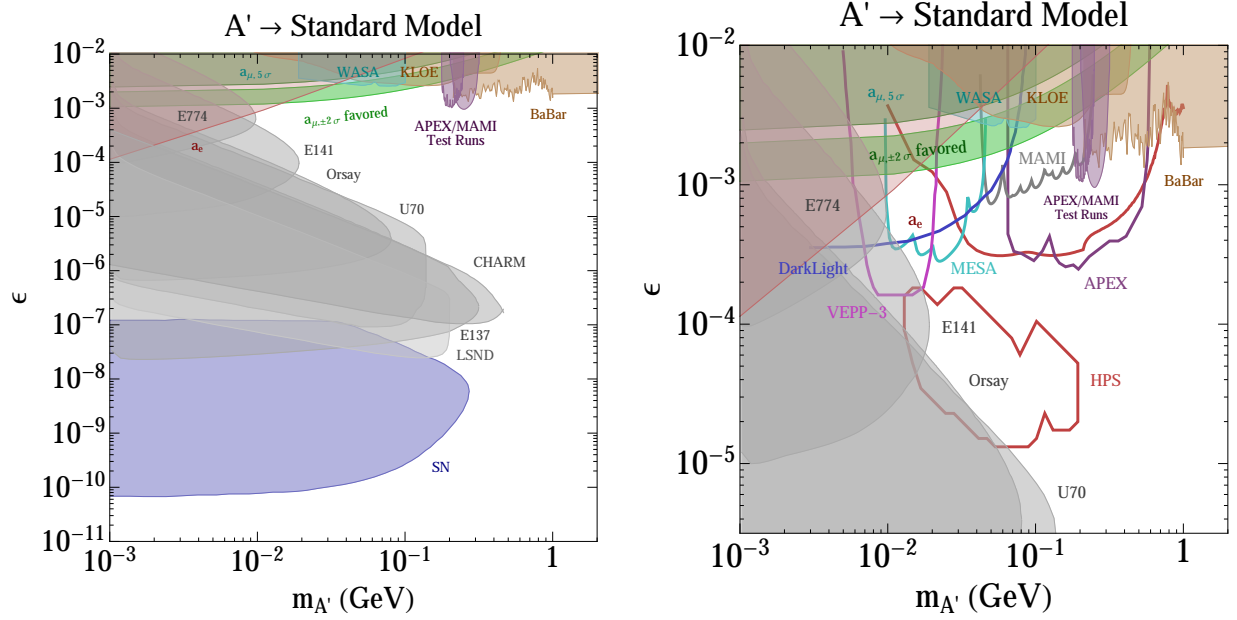 A' → Standard Model
10⁻²
10⁻³
10⁻⁴
10⁻⁵
10⁻⁶
10⁻⁷
10⁻⁸
10⁻⁹
10⁻¹⁰
10⁻¹¹
ϵ
aμ, 5 σ
WASA
KLOE
E774
aμ,±2 σ favored
BaBar
APEX/MAMI
Test Runs
ae
E141
Orsay
U70
CHARM
E137
LSND
SN
10⁻³
10⁻²
10⁻¹
1
mA' (GeV)
A' → Standard Model
10⁻²
10⁻³
10⁻⁴
10⁻⁵
ϵ
aμ, 5 σ
WASA
KLOE
aμ,±2 σ favored
MAMI
BaBar
E774
APEX/MAMI
Test Runs
ae
DarkLight
MESA
APEX
VEPP-3
E141
Orsay
HPS
U70
10⁻³
10⁻²
10⁻¹
1
mA' (GeV)